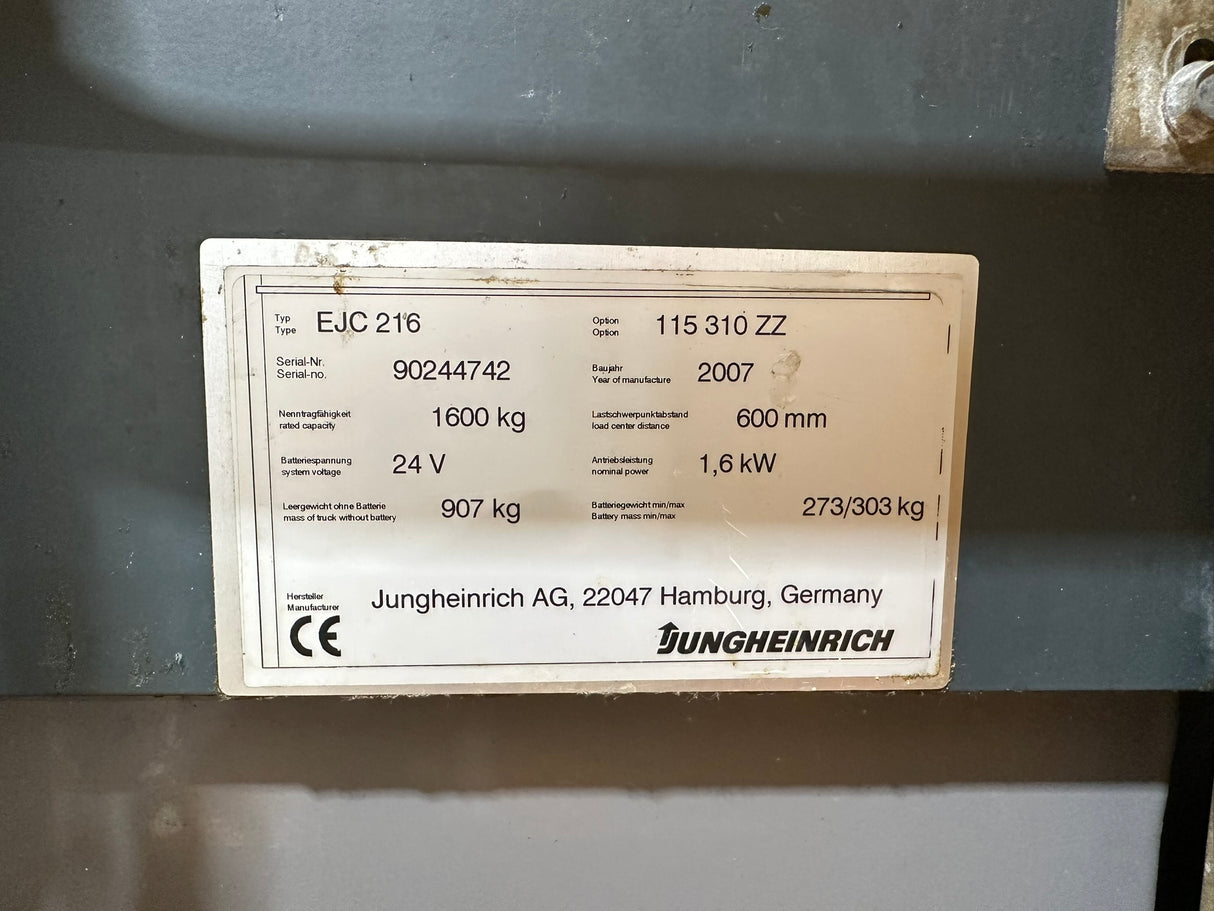 Typ EJC 216 Option 115 310 ZZ
Type Option
Serial-Nr. 90244742 Baujahr 2007
Serial-no. Year of manufacture
Nenntragfähigkeit 1600 kg Lastschwerpunktabstand 600 mm
rated capacity load center distance
Batteriespannung 24 V Antriebsleistung 1,6 kW
system voltage nominal power
Leergewicht ohne Batterie 907 kg Batteriegewicht min/max 273/303 kg
mass of truck without battery Battery mass min/max
Hersteller Jungheinrich AG, 22047 Hamburg, Germany
Manufacturer
CE JUNGHEINRICH